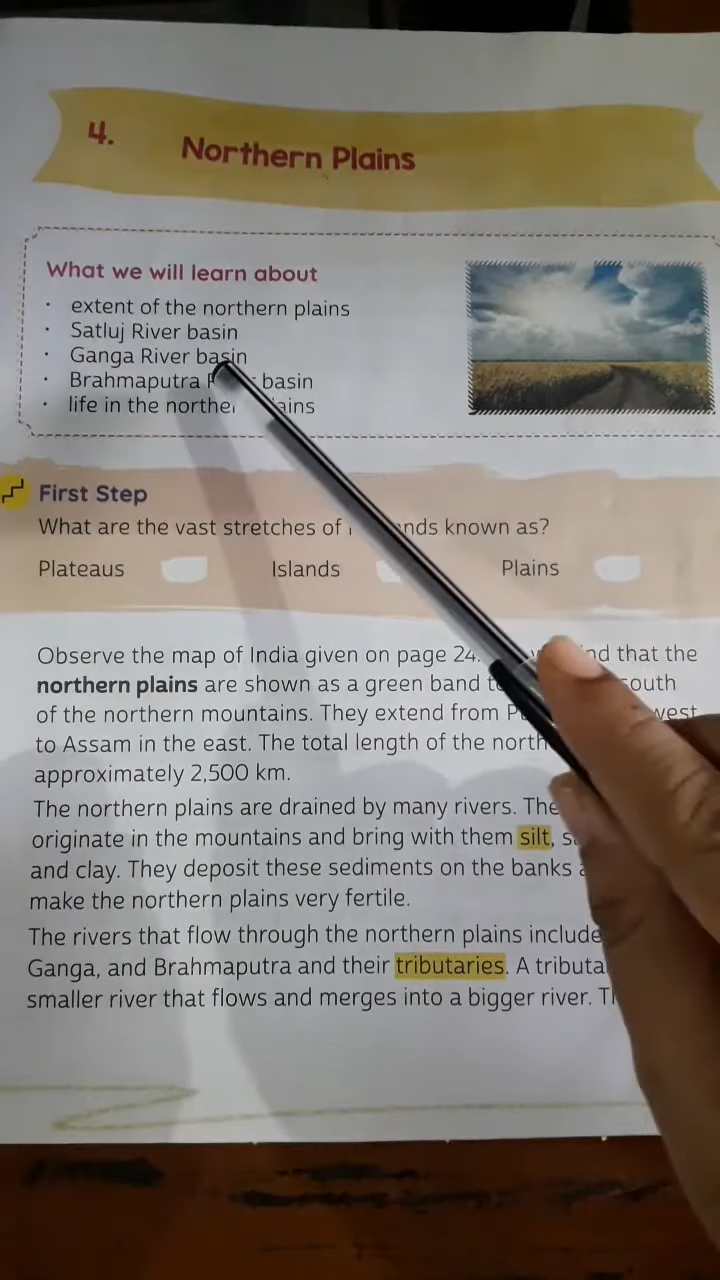 4. Northern Plains
What we will learn about
· extent of the northern plains
· Satluj River basin
· Ganga River basin
· Brahmaputra basin
· life in the
First Step
What are the vast stretches of known as?
Plateaus Islands Plains
Observe the map of India given on page 24. that the
northern plains are shown as a green band south
of the northern mountains. They extend from west
to Assam in the east. The total length of the
approximately 2,500 km.
The northern plains are drained by many rivers.
originate in the mountains and bring with them silt,
and clay. They deposit these sediments on the banks
make the northern plains very fertile.
The rivers that flow through the northern plains include
Ganga, and Brahmaputra and their tributaries. A
smaller river that flows and merges into a bigger river.